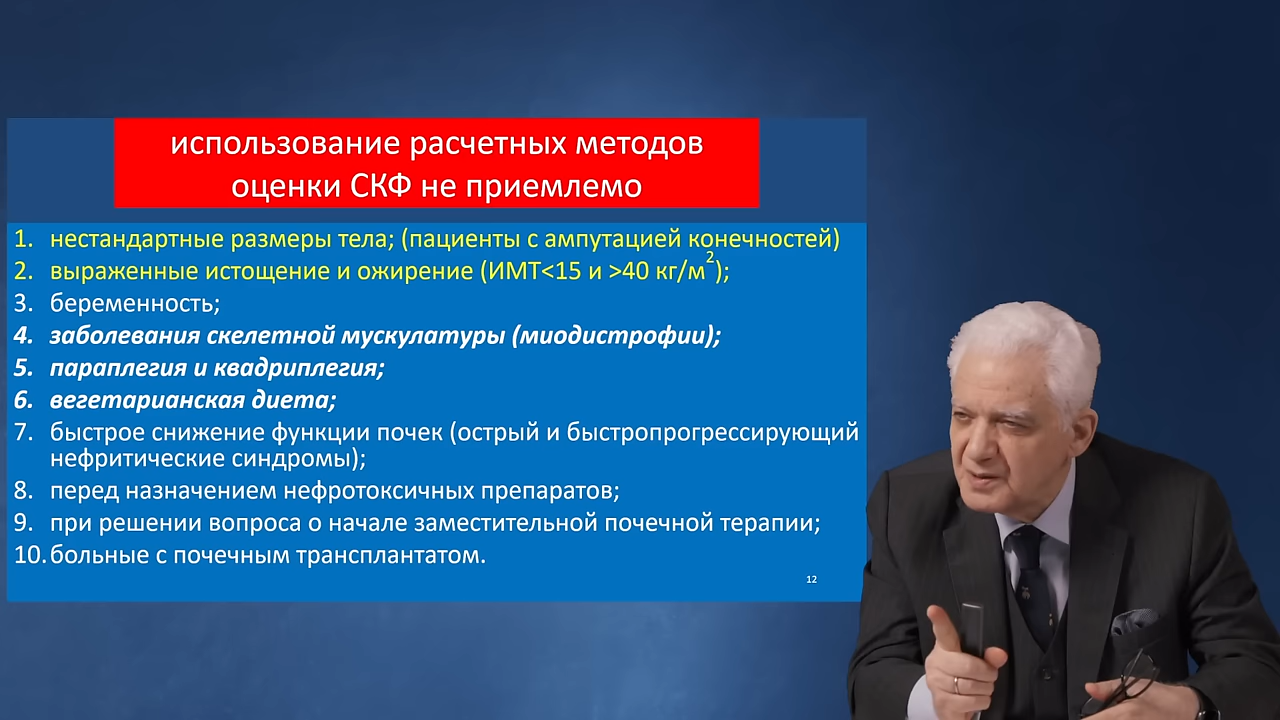 использование расчетных методов
оценки СКФ не приемлемо
1. нестандартные размеры тела; (пациенты с ампутацией конечностей)
2. выраженные истощение и ожирение (ИМТ<15 и >40 кг/м²);
3. беременность;
4. заболевания скелетной мускулатуры (миодистрофии);
5. параплегия и квадриплегия;
6. вегетарианская диета;
7. быстрое снижение функции почек (острый и быстропрогрессирующий
нефритические синдромы);
8. перед назначением нефротоксичных препаратов;
9. при решении вопроса о начале заместительной почечной терапии;
10. больные с почечным трансплантатом.
12